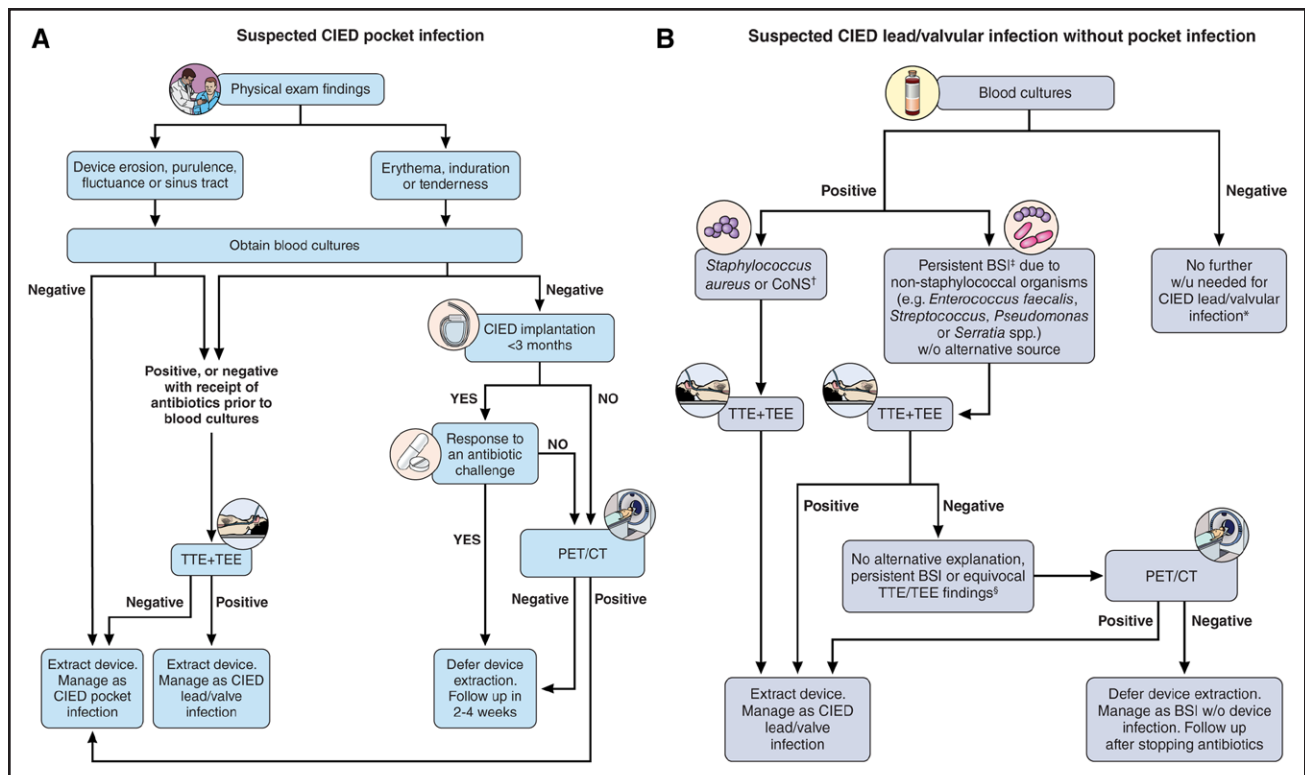 A
Suspected CIED pocket infection
Physical exam findings
Device erosion, purulence,
fluctuance or sinus tract
Erythema, induration
or tenderness
Obtain blood cultures
Negative
Negative
CIED implantation
<3 months
Positive, or negative
with receipt of
antibiotics prior to
blood cultures
YES
NO
Response to
an antibiotic
challenge
NO
YES
TTE+TEE
PET/CT
Negative
Positive
Negative
Positive
Extract device.
Manage as
CIED pocket
infection
Extract device.
Manage as CIED
lead/valve
infection
Defer device
extraction.
Follow up in
2-4 weeks
B
Suspected CIED lead/valvular infection without pocket infection
Blood cultures
Positive
Negative
Staphylococcus
aureus or CoNS†
Persistent BSI‡ due to
non-staphylococcal organisms
(e.g. Enterococcus faecalis,
Streptococcus, Pseudomonas
or Serratia spp.)
w/o alternative source
No further
w/u needed for
CIED lead/valvular
infection*
TTE+TEE
TTE+TEE
Positive
Negative
No alternative explanation,
persistent BSI or equivocal
TTE/TEE findings§
PET/CT
Positive
Negative
Extract device.
Manage as CIED
lead/valve
infection
Defer device extraction.
Manage as BSI w/o device
infection. Follow up
after stopping antibiotics